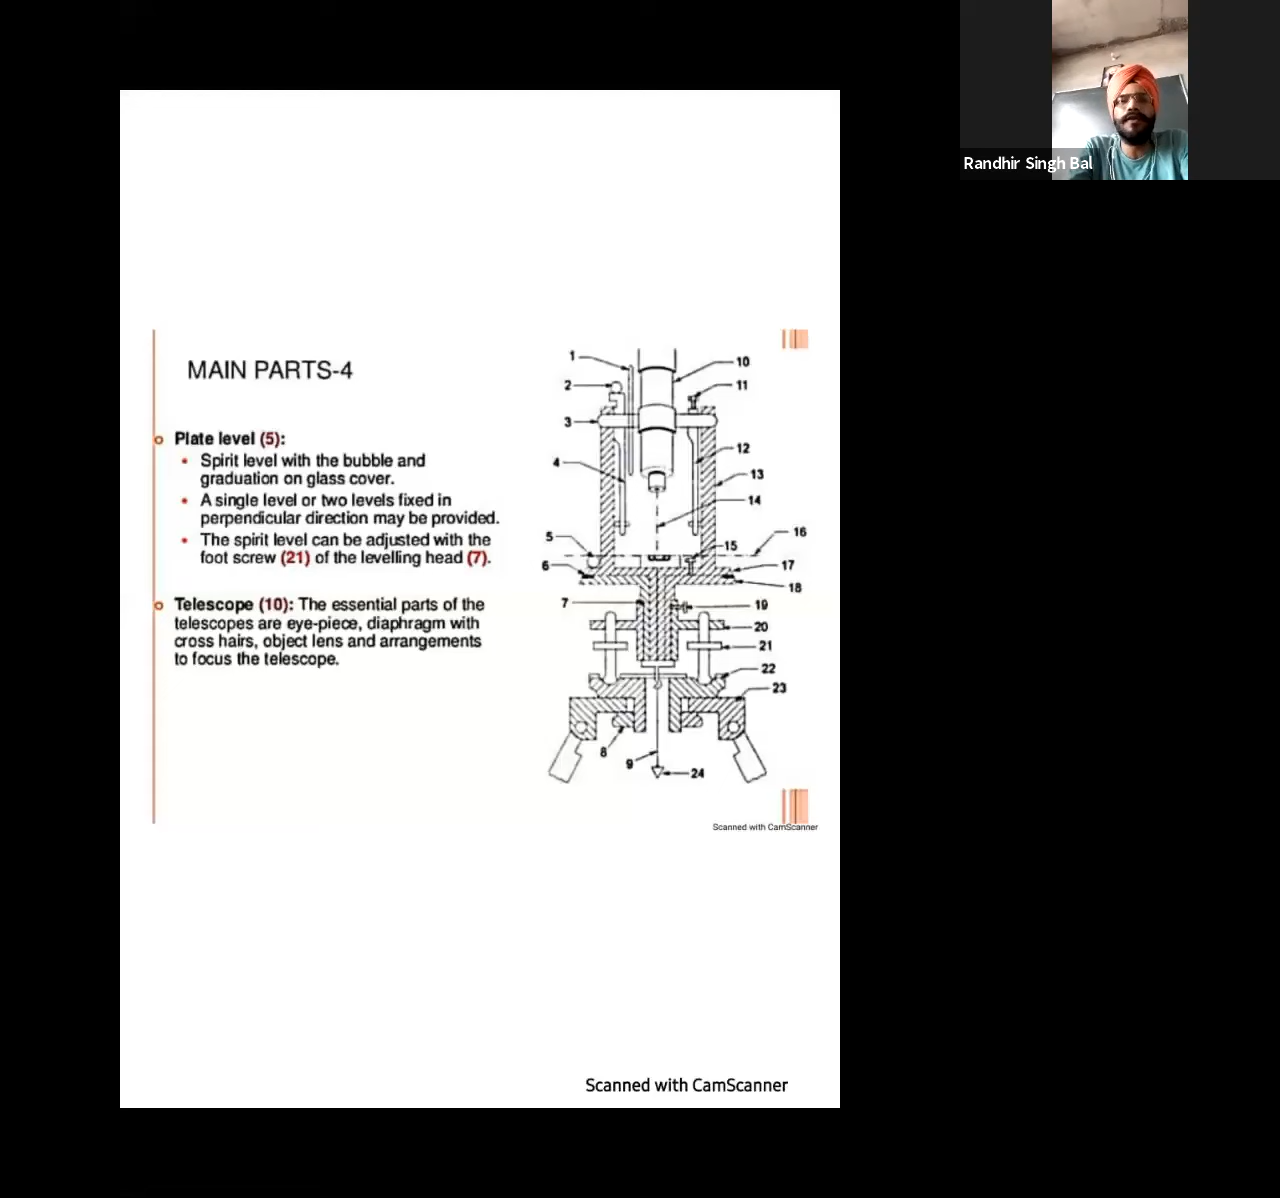 Randhir Singh Bal
MAIN PARTS-4
Plate level (5):
Spirit level with the bubble and
graduation on glass cover.
A single level or two levels fixed in
perpendicular direction may be provided.
The spirit level can be adjusted with the
foot screw (21) of the levelling head (7).
Telescope (10): The essential parts of the
telescopes are eye-piece, diaphragm with
cross hairs, object lens and arrangements
to focus the telescope.
1
2
3
4
5
6
7
8
9
10
11
12
13
14
15
16
17
18
19
20
21
22
23
24
Scanned with CamScanner
Scanned with CamScanner